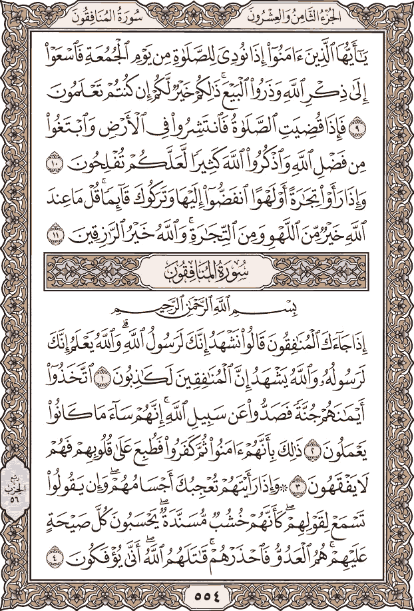 الجزء الثامن والعشرون
سورة المنافقون
يَٰٓأَيُّهَا ٱلَّذِينَ ءَامَنُوٓا۟ إِذَا نُودِىَ لِلصَّلَوٰةِ مِن يَوْمِ ٱلْجُمُعَةِ فَٱسْعَوْا۟
إِلَىٰ ذِكْرِ ٱللَّهِ وَذَرُوا۟ ٱلْبَيْعَ ۚ ذَٰلِكُمْ خَيْرٌ لَّكُمْ إِن كُنتُمْ تَعْلَمُونَ
٩ فَإِذَا قُضِيَتِ ٱلصَّلَوٰةُ فَٱنتَشِرُوا۟ فِى ٱلْأَرْضِ وَٱبْتَغُوا۟
مِن فَضْلِ ٱللَّهِ وَٱذْكُرُوا۟ ٱللَّهَ كَثِيرًا لَّعَلَّكُمْ تُفْلِحُونَ ١٠
وَإِذَا رَأَوْا۟ تِجَٰرَةً أَوْ لَهْوًا ٱنفَضُّوٓا۟ إِلَيْهَا وَتَرَكُوكَ قَآئِمًا ۚ قُلْ مَا عِندَ
ٱللَّهِ خَيْرٌ مِّنَ ٱللَّهْوِ وَمِنَ ٱلتِّجَٰرَةِ ۚ وَٱللَّهُ خَيْرُ ٱلرَّٰزِقِينَ ١١
سورة المنافقون
بِسْمِ ٱللَّهِ ٱلرَّحْمَٰنِ ٱلرَّحِيمِ
إِذَا جَآءَكَ ٱلْمُنَٰفِقُونَ قَالُوا۟ نَشْهَدُ إِنَّكَ لَرَسُولُ ٱللَّهِ ۗ وَٱللَّهُ يَعْلَمُ إِنَّكَ
لَرَسُولُهُۥ وَٱللَّهُ يَشْهَدُ إِنَّ ٱلْمُنَٰفِقِينَ لَكَٰذِبُونَ ١ ٱتَّخَذُوٓا۟
أَيْمَٰنَهُمْ جُنَّةً فَصَدُّوا۟ عَن سَبِيلِ ٱللَّهِ ۚ إِنَّهُمْ سَآءَ مَا كَانُوا۟
يَعْمَلُونَ ٢ ذَٰلِكَ بِأَنَّهُمْ ءَامَنُوا۟ ثُمَّ كَفَرُوا۟ فَطُبِعَ عَلَىٰ قُلُوبِهِمْ فَهُمْ
لَا يَفْقَهُونَ ٣ ۞ وَإِذَا رَأَيْتَهُمْ تُعْجِبُكَ أَجْسَامُهُمْ ۖ وَإِن يَقُولُوا۟
تَسْمَعْ لِقَوْلِهِمْ ۖ كَأَنَّهُمْ خُشُبٌ مُّسَنَّدَةٌ ۖ يَحْسَبُونَ كُلَّ صَيْحَةٍ
عَلَيْهِمْ ۚ هُمُ ٱلْعَدُوُّ فَٱحْذَرْهُمْ ۚ قَٰتَلَهُمُ ٱللَّهُ ۖ أَنَّىٰ يُؤْفَكُونَ ٤
الحزب
٥٦
٥٥٤